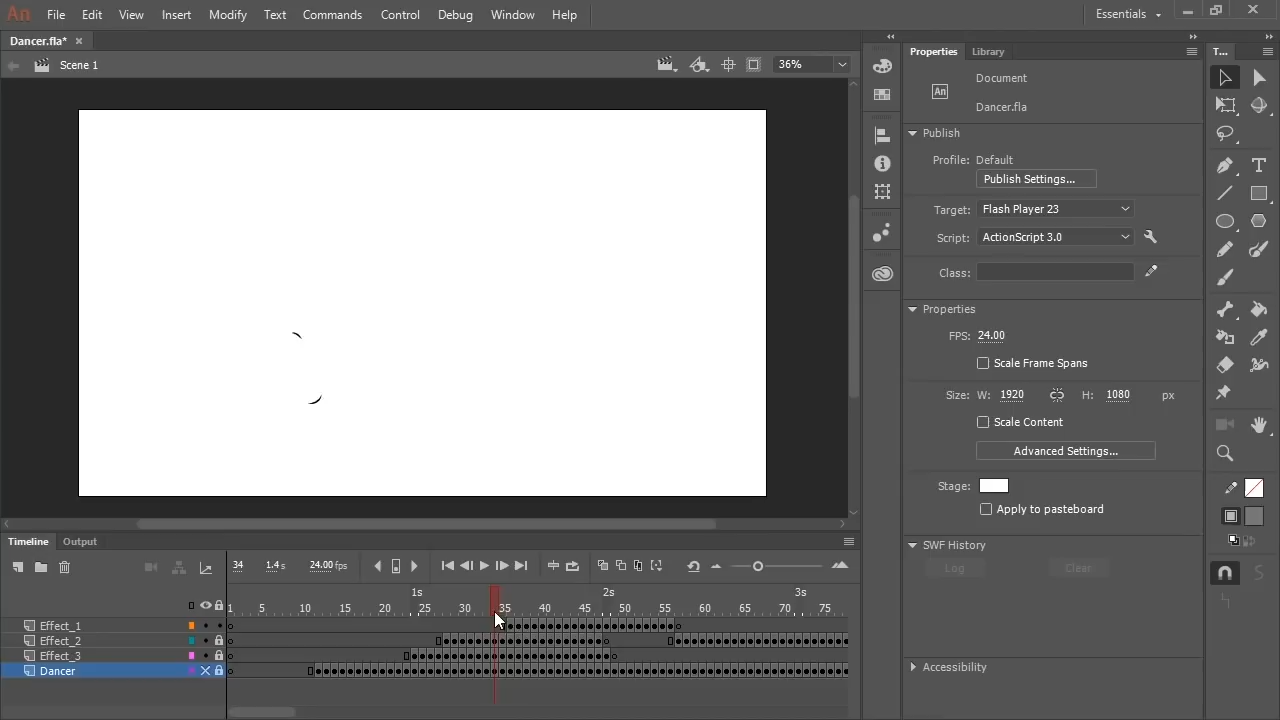 An File Edit View Insert Modify Text Commands Control Debug Window Help Essentials
Dancer.fla* ×
Scene 1 36%
Properties Library T...
Document
An Dancer.fla
Publish
Profile: Default
Publish Settings...
Target: Flash Player 23
Script: ActionScript 3.0
Class:
Properties
FPS: 24.00
Scale Frame Spans
Size: W: 1920 H: 1080 px
Scale Content
Advanced Settings...
Stage:
Apply to pasteboard
SWF History
Log Clear
Accessibility
Timeline Output
34 1.4 s 24.00 fps
1s 2s 3s
1 5 10 15 20 25 30 35 40 45 50 55 60 65 70 75
Effect_1
Effect_2
Effect_3
Dancer